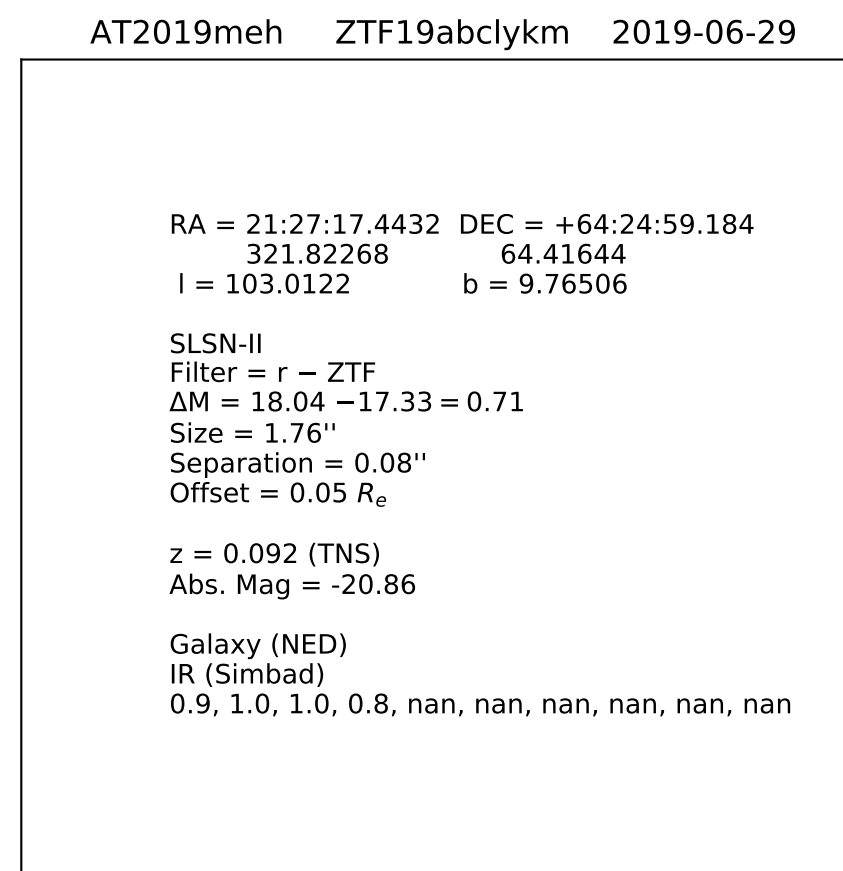 AT2019meh ZTF19abclykm 2019-06-29
RA = 21:27:17.4432 DEC = +64:24:59.184
321.82268 64.41644
l = 103.0122 b = 9.76506
SLSN-II
Filter = r − ZTF
ΔM = 18.04 −17.33 = 0.71
Size = 1.76''
Separation = 0.08''
Offset = 0.05 Rₑ
z = 0.092 (TNS)
Abs. Mag = -20.86
Galaxy (NED)
IR (Simbad)
0.9, 1.0, 1.0, 0.8, nan, nan, nan, nan, nan, nan